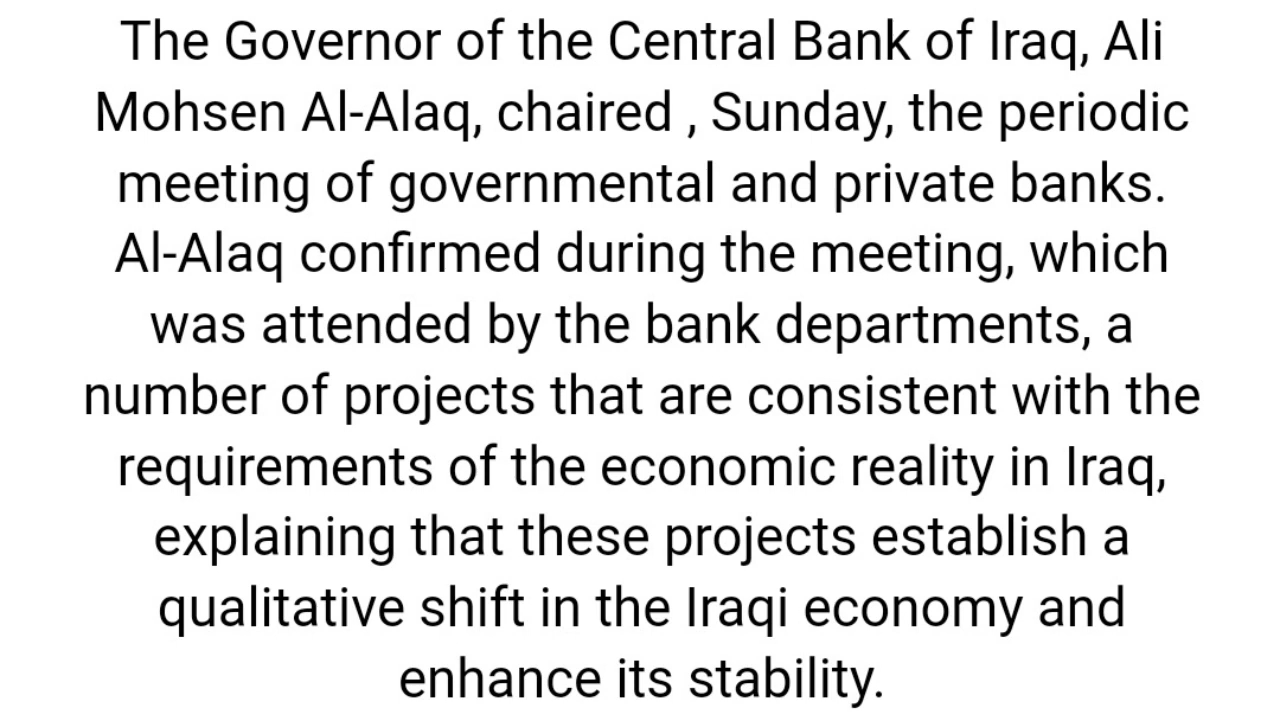 The Governor of the Central Bank of Iraq, Ali
Mohsen Al-Alaq, chaired , Sunday, the periodic
meeting of governmental and private banks.
Al-Alaq confirmed during the meeting, which
was attended by the bank departments, a
number of projects that are consistent with the
requirements of the economic reality in Iraq,
explaining that these projects establish a
qualitative shift in the Iraqi economy and
enhance its stability.